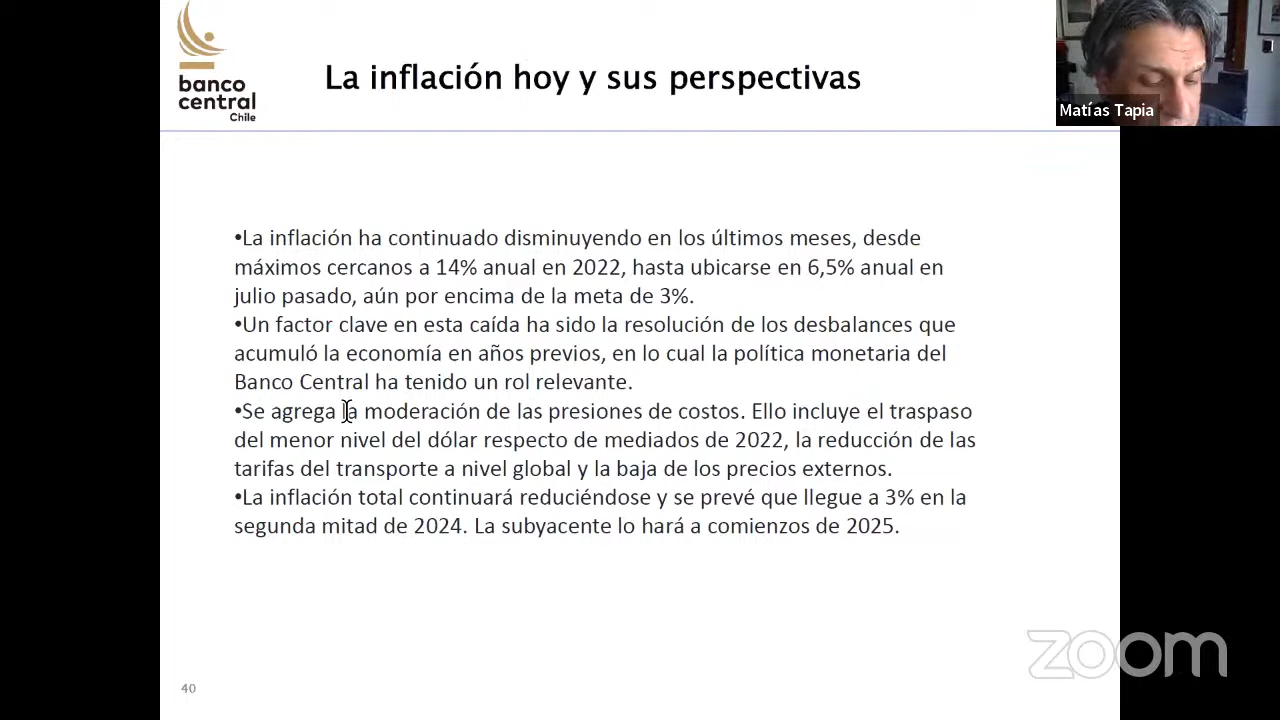 banco
central
Chile
La inflación hoy y sus perspectivas
Matías Tapia
•La inflación ha continuado disminuyendo en los últimos meses, desde
máximos cercanos a 14% anual en 2022, hasta ubicarse en 6,5% anual en
julio pasado, aún por encima de la meta de 3%.
•Un factor clave en esta caída ha sido la resolución de los desbalances que
acumuló la economía en años previos, en lo cual la política monetaria del
Banco Central ha tenido un rol relevante.
•Se agrega la moderación de las presiones de costos. Ello incluye el traspaso
del menor nivel del dólar respecto de mediados de 2022, la reducción de las
tarifas del transporte a nivel global y la baja de los precios externos.
•La inflación total continuará reduciéndose y se prevé que llegue a 3% en la
segunda mitad de 2024. La subyacente lo hará a comienzos de 2025.
zoom
40